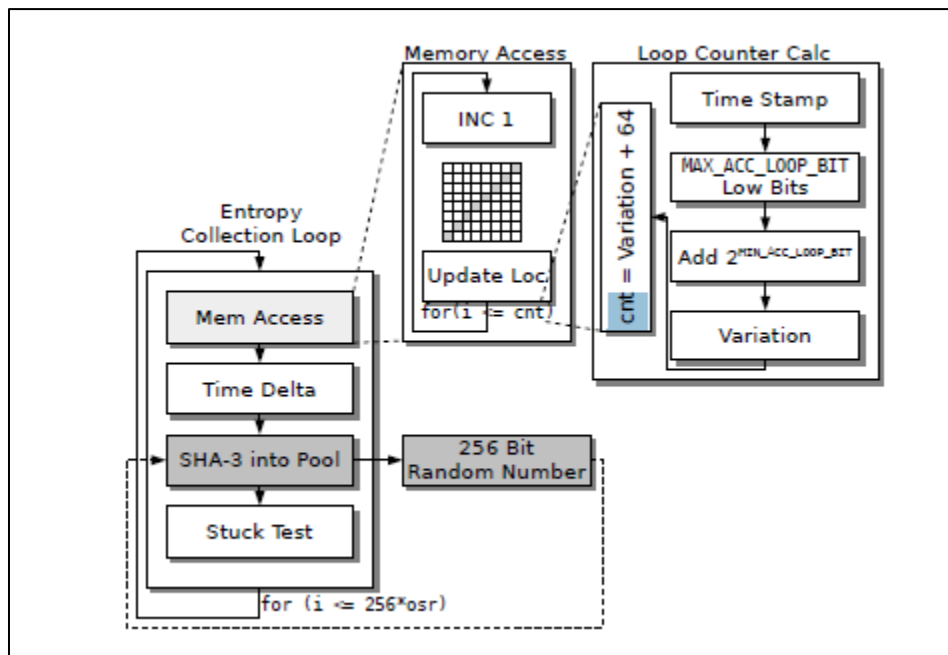 Memory Access
INC 1
Update Loc
for(i <= cnt)
Loop Counter Calc
Time Stamp
MAX_ACC_LOOP_BIT
Low Bits
Add 2^MIN_ACC_LOOP_BIT
Variation
cnt = Variation + 64
Entropy
Collection Loop
Mem Access
Time Delta
SHA-3 into Pool
Stuck Test
for (i <= 256*osr)
256 Bit
Random Number